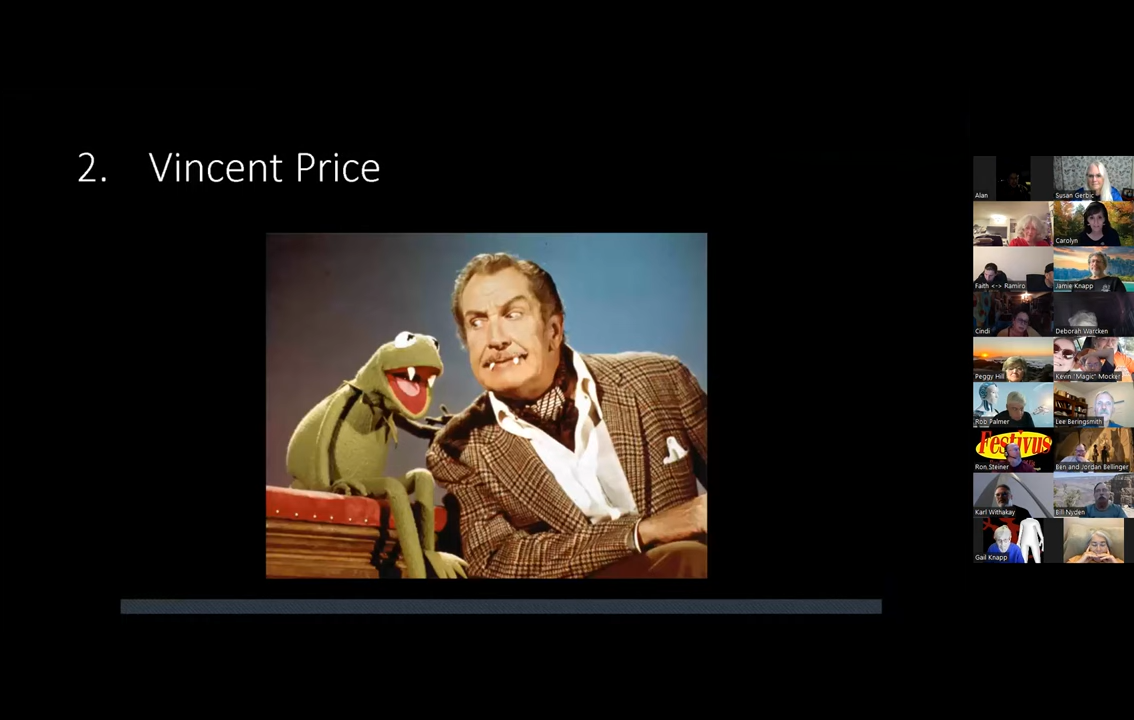 2. Vincent Price
Alan
Susan Gerbic
Carolyn
Faith <-> Ramiro
Jamie Knapp
Cindi
Deborah Warcken
Peggy Hill
Kevin "Magic" Mocker
Rob Palmer
Lee Beringsmith
Festivus
Ron Steiner
Ben and Jordan Bellinger
Karl Withakay
Bill Nyden
Gail Knapp